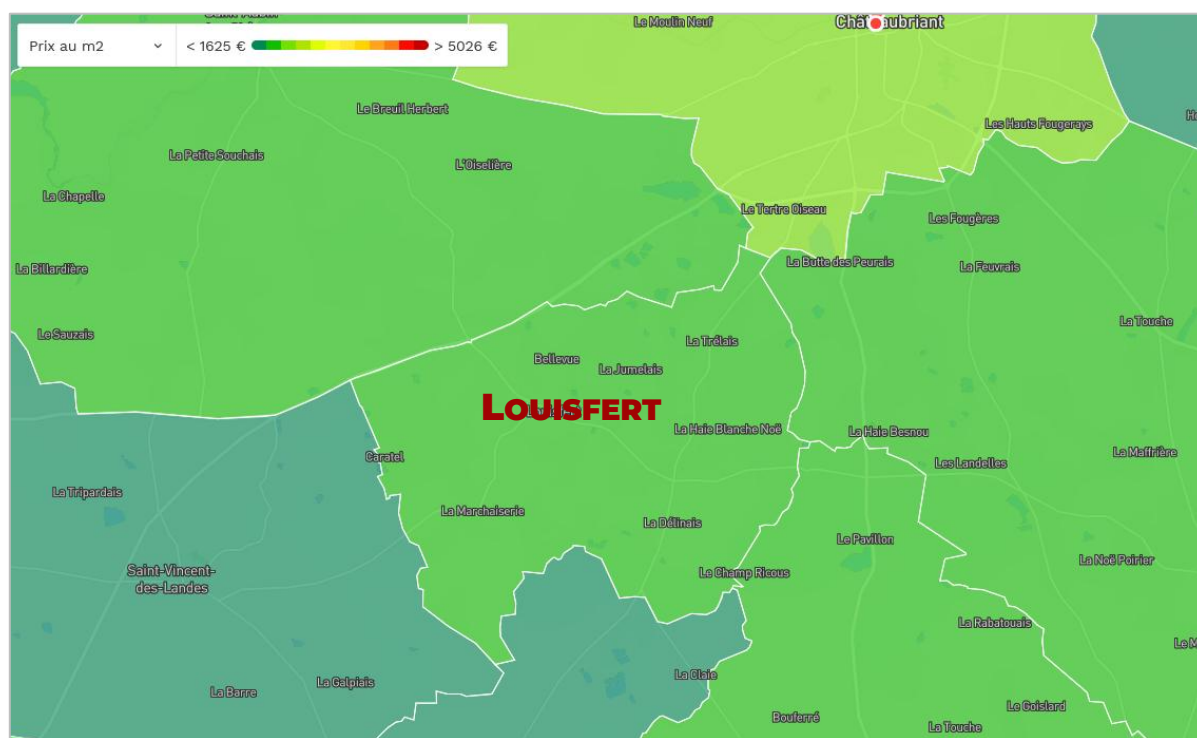 Prix au m2
< 1625 €
> 5026 €
Le Moulin Neuf
Châteaubriant
Le Breuil Herbert
Les Hauts Fougerays
La Petite Souchais
L'Oiselière
La Chapelle
Le Tertre Oiseau
Les Fougères
La Billardière
La Butte des Peurais
La Feuvrais
Le Sauzais
La Touche
La Trélais
Bellevue
La Jumelais
LOUISFERT
La Haie Blanche Noë
La Haie Besnou
Caratel
Les Landelles
La Maffrière
La Tripardais
La Marchaiserie
La Délinais
Le Pavillon
Saint-Vincent-
des-Landes
Le Champ Ricous
La Noë Poirier
La Rabatouais
La Barre
La Galpiais
La Claie
Bouferré
Le Goislard
La Touche